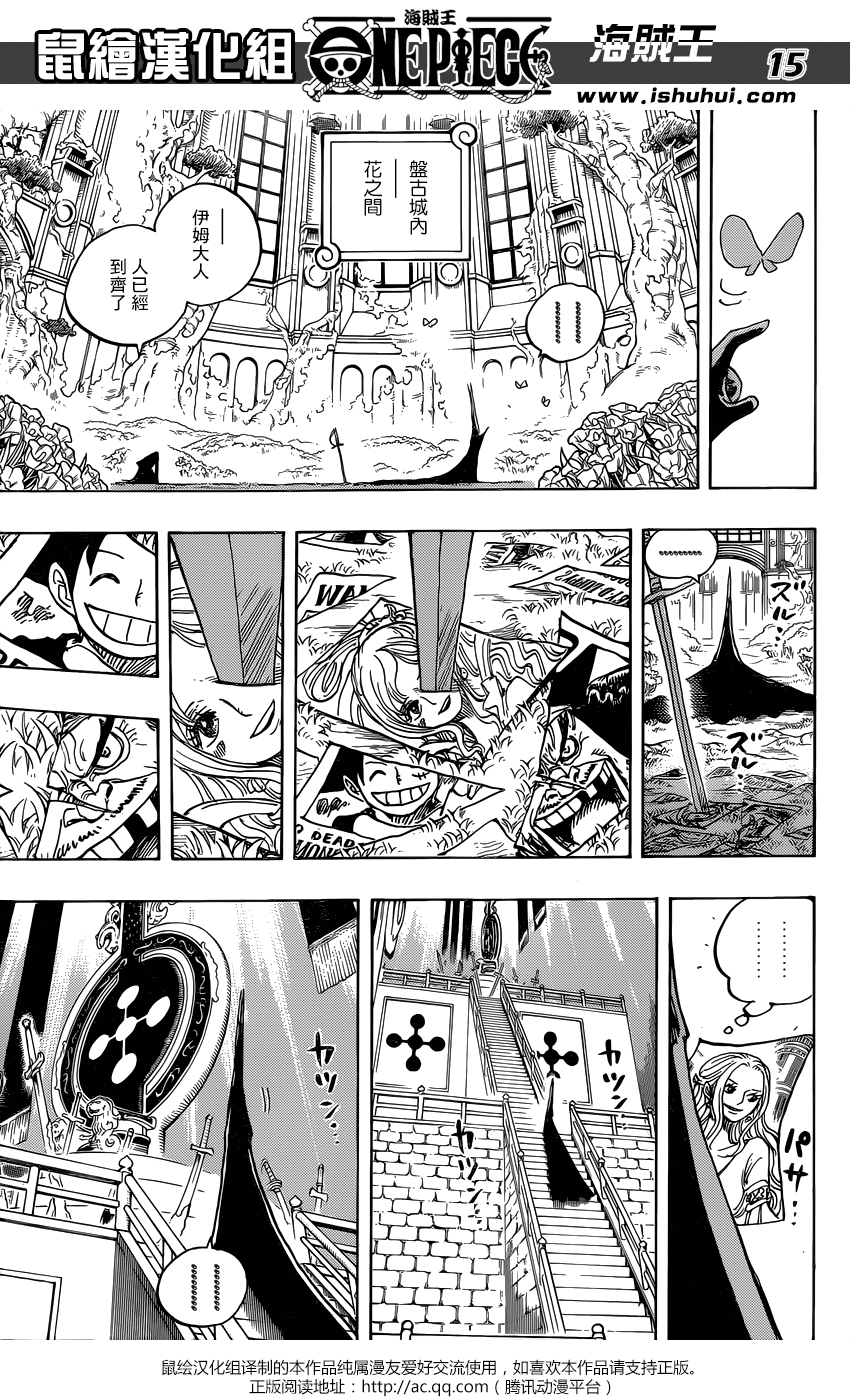 鼠繪漢化組
海賊王
ONE PIECE
海賊王
15
www.ishuhui.com
盤古城內
——
花之間
——
伊姆大人
人已經
到齊了
………
…………
ズル…
ズル…
WAN
DEAD
MON
………
パサ…
カツン…
カツン…
カツン…
………
鼠绘汉化组译制的本作品纯属漫友爱好交流使用，如喜欢本作品请支持正版。
正版阅读地址：http://ac.qq.com（腾讯动漫平台）